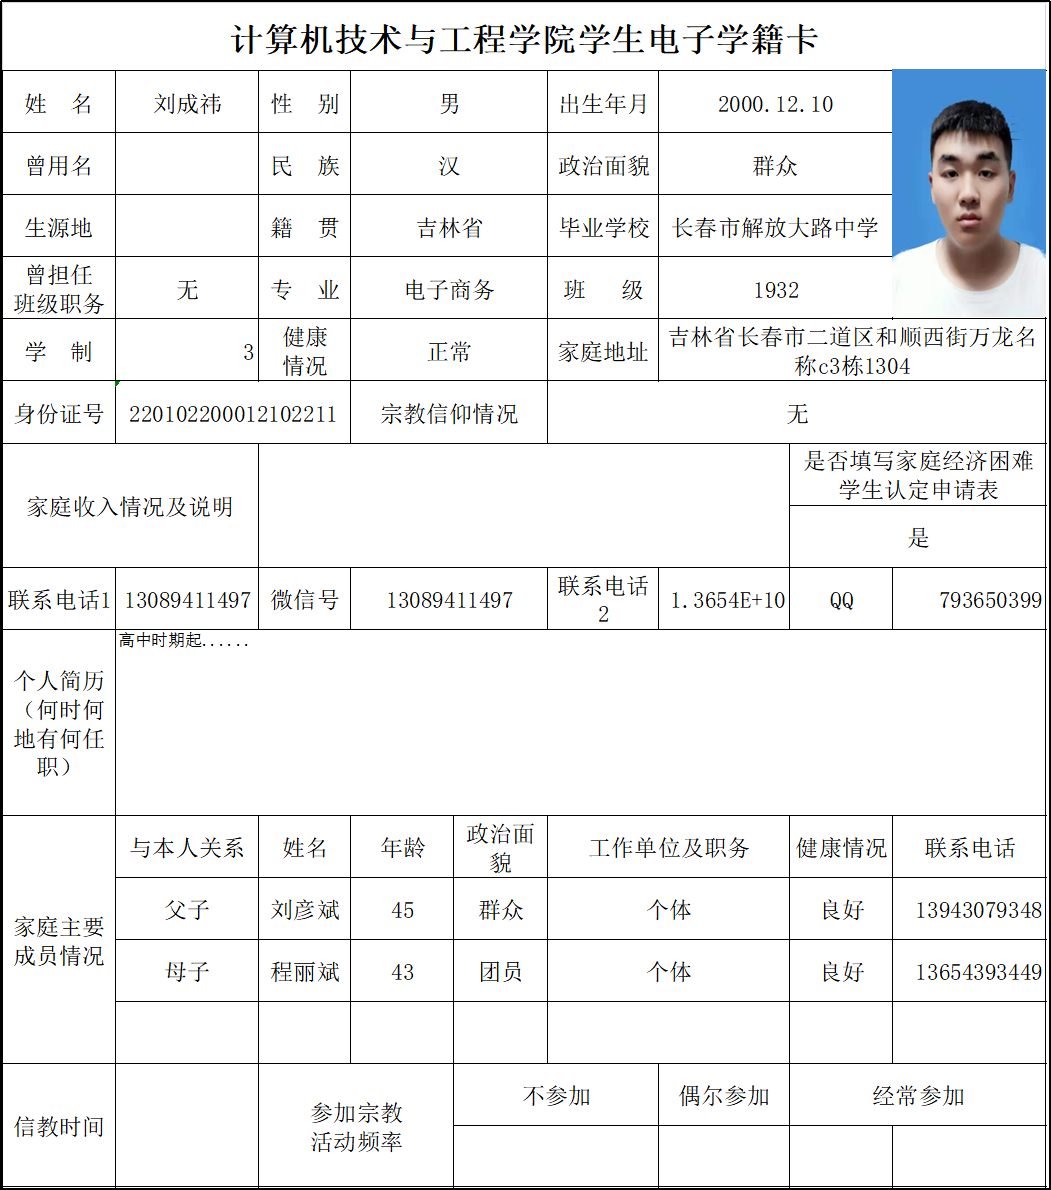 计算机技术与工程学院学生电子学籍卡
姓 名 刘成祎 性 别 男 出生年月 2000.12.10
曾用名 民 族 汉 政治面貌 群众
生源地 籍 贯 吉林省 毕业学校 长春市解放大路中学
曾担任
班级职务 无 专 业 电子商务 班 级 1932
学 制 3 健康
情况 正常 家庭地址 吉林省长春市二道区和顺西街万龙名
称c3栋1304
身份证号 220102200012102211 宗教信仰情况 无
家庭收入情况及说明 是否填写家庭经济困难
学生认定申请表
是
联系电话1 13089411497 微信号 13089411497 联系电话
2 1.3654E+10 QQ 793650399
个人简历
（何时何
地有何任
职） 高中时期起......
家庭主要
成员情况 与本人关系 姓名 年龄 政治面
貌 工作单位及职务 健康情况 联系电话
父子 刘彦斌 45 群众 个体 良好 13943079348
母子 程丽斌 43 团员 个体 良好 13654393449
信教时间 参加宗教
活动频率 不参加 偶尔参加 经常参加